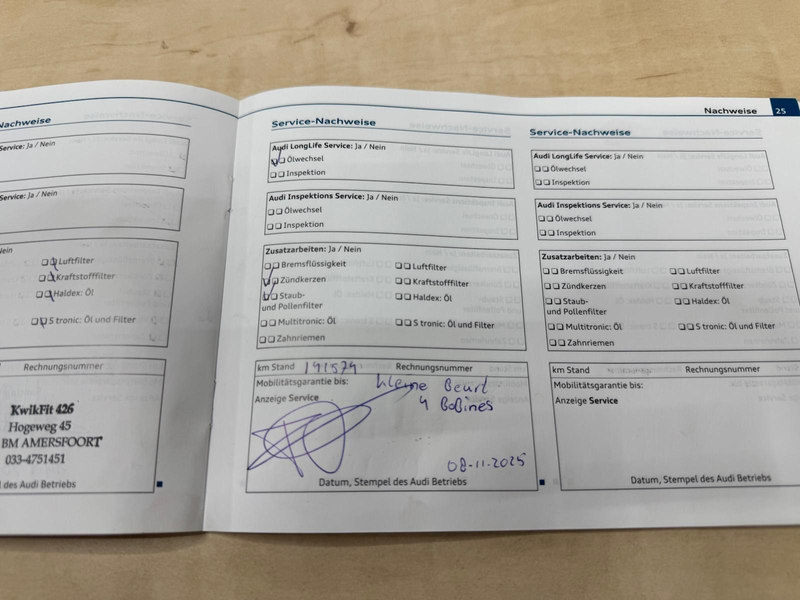 Nachweise
Service: Ja / Nein
Service: Ja / Nein
Nein
Luftfilter
Kraftstofffilter
Haldex: Öl
S tronic: Öl und Filter
Rechnungsnummer
KwikFit 426
Hogeweg 45
BM AMERSFOORT
033-4751451
des Audi Betriebs
Service-Nachweise
Audi LongLife Service: Ja / Nein
Ölwechsel
Inspektion
Audi Inspektions Service: Ja / Nein
Ölwechsel
Inspektion
Zusatzarbeiten: Ja / Nein
Bremsflüssigkeit Luftfilter
Zündkerzen Kraftstofffilter
Staub- Haldex: Öl
und Pollenfilter
Multitronic: Öl S tronic: Öl und Filter
Zahnriemen
km Stand 191579 Rechnungsnummer
Mobilitätsgarantie bis: kleine Beurt
Anzeige Service 4 Bobines
08-11-2025
Datum, Stempel des Audi Betriebs
Nachweise 25
Service-Nachweise
Audi LongLife Service: Ja / Nein
Ölwechsel
Inspektion
Audi Inspektions Service: Ja / Nein
Ölwechsel
Inspektion
Zusatzarbeiten: Ja / Nein
Bremsflüssigkeit Luftfilter
Zündkerzen Kraftstofffilter
Staub- Haldex: Öl
und Pollenfilter
Multitronic: Öl S tronic: Öl und Filter
Zahnriemen
km Stand Rechnungsnummer
Mobilitätsgarantie bis:
Anzeige Service
Datum, Stempel des Audi Betriebs